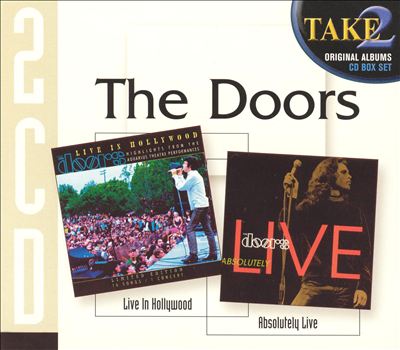 2CD
TAKE 2
ORIGINAL ALBUMS
CD BOX SET
The Doors
LIVE IN HOLLYWOOD
the doors
HIGHLIGHTS FROM THE
AQUARIUS THEATRE PERFORMANCES
LIMITED EDITION
the doors
ABSOLUTELY
LIVE
Live In Hollywood
Absolutely Live